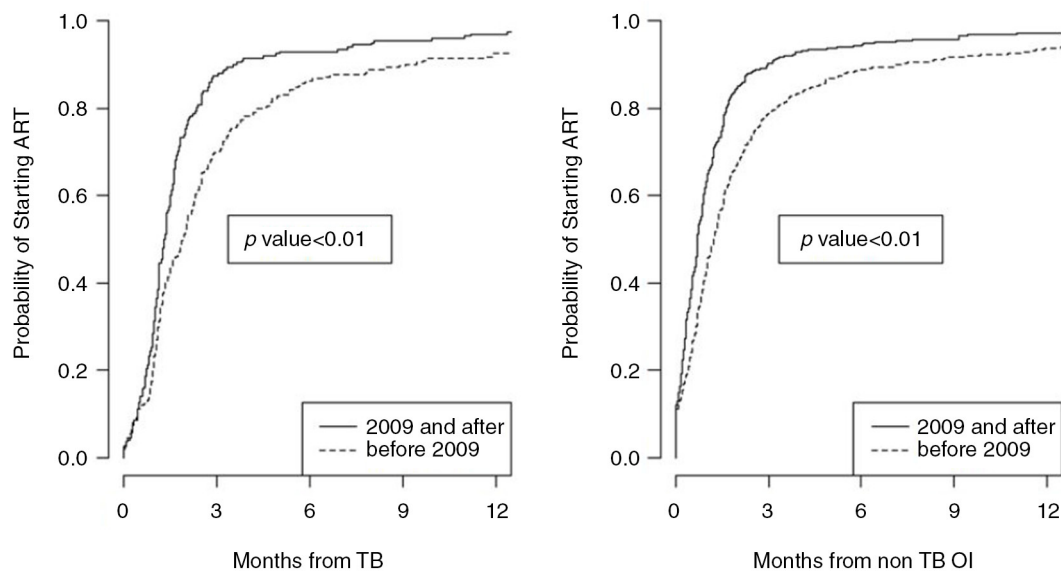 Probability of Starting ART
1.0
0.8
0.6
0.4
0.2
0.0
p value<0.01
2009 and after
before 2009
0 3 6 9 12
Months from TB
Probability of Starting ART
1.0
0.8
0.6
0.4
0.2
0.0
p value<0.01
2009 and after
before 2009
0 3 6 9 12
Months from non TB OI